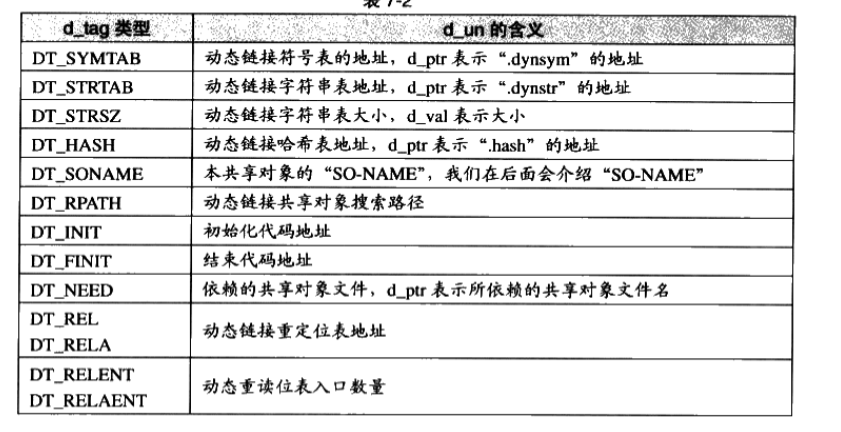 表 7-2
d_tag 类型 d_un 的含义
DT_SYMTAB 动态链接符号表的地址，d_ptr 表示“.dynsym”的地址
DT_STRTAB 动态链接字符串表地址，d_ptr 表示“.dynstr”的地址
DT_STRSZ 动态链接字符串表大小，d_val 表示大小
DT_HASH 动态链接哈希表地址，d_ptr 表示“.hash”的地址
DT_SONAME 本共享对象的“SO-NAME”，我们在后面会介绍“SO-NAME”
DT_RPATH 动态链接共享对象搜索路径
DT_INIT 初始化代码地址
DT_FINIT 结束代码地址
DT_NEED 依赖的共享对象文件，d_ptr 表示所依赖的共享对象文件名
DT_REL
DT_RELA
动态链接重定位表地址
DT_RELENT
DT_RELAENT
动态重读位表入口数量